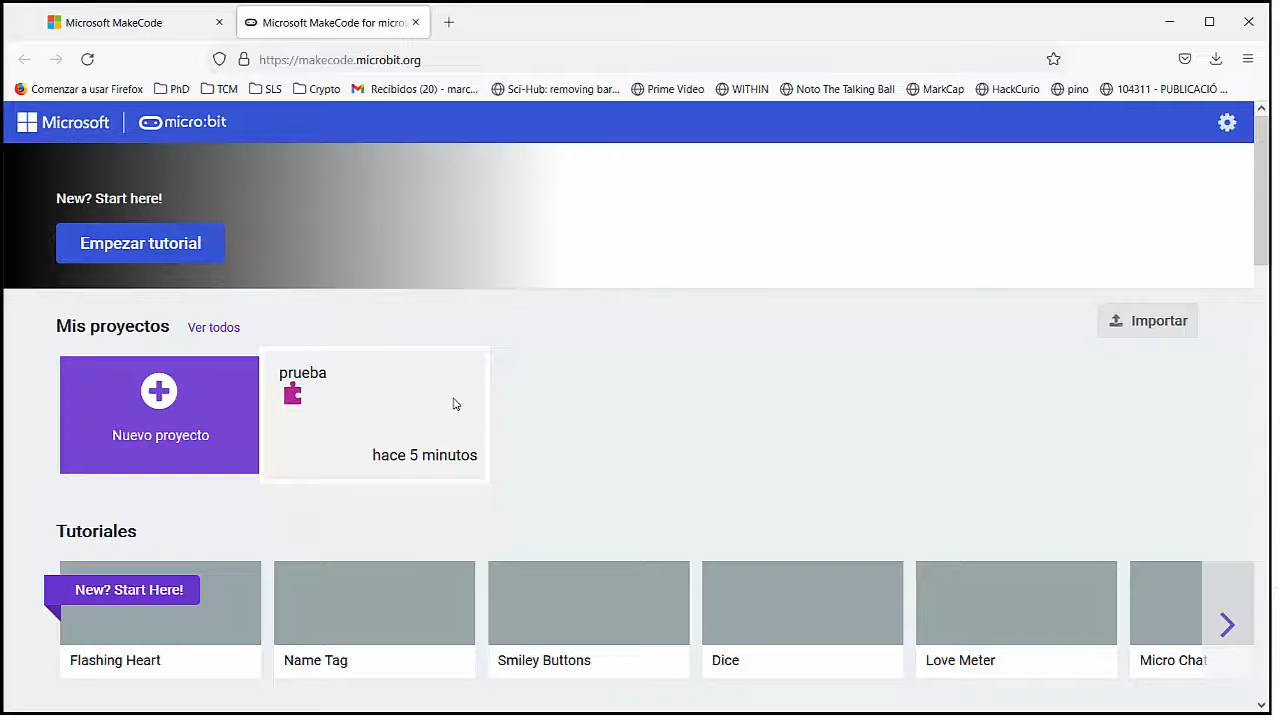 Microsoft MakeCode
Microsoft MakeCode for micro:
https://makecode.microbit.org
Comenzar a usar Firefox PhD TCM SLS Crypto Recibidos (20) - marc... Sci-Hub: removing bar... Prime Video WITHIN Noto The Talking Ball MarkCap HackCurio pino 104311 - PUBLICACIÓ ...
Microsoft micro:bit
New? Start here!
Empezar tutorial
Mis proyectos Ver todos
Importar
Nuevo proyecto
prueba
hace 5 minutos
Tutoriales
New? Start Here!
Flashing Heart
Name Tag
Smiley Buttons
Dice
Love Meter
Micro Chat